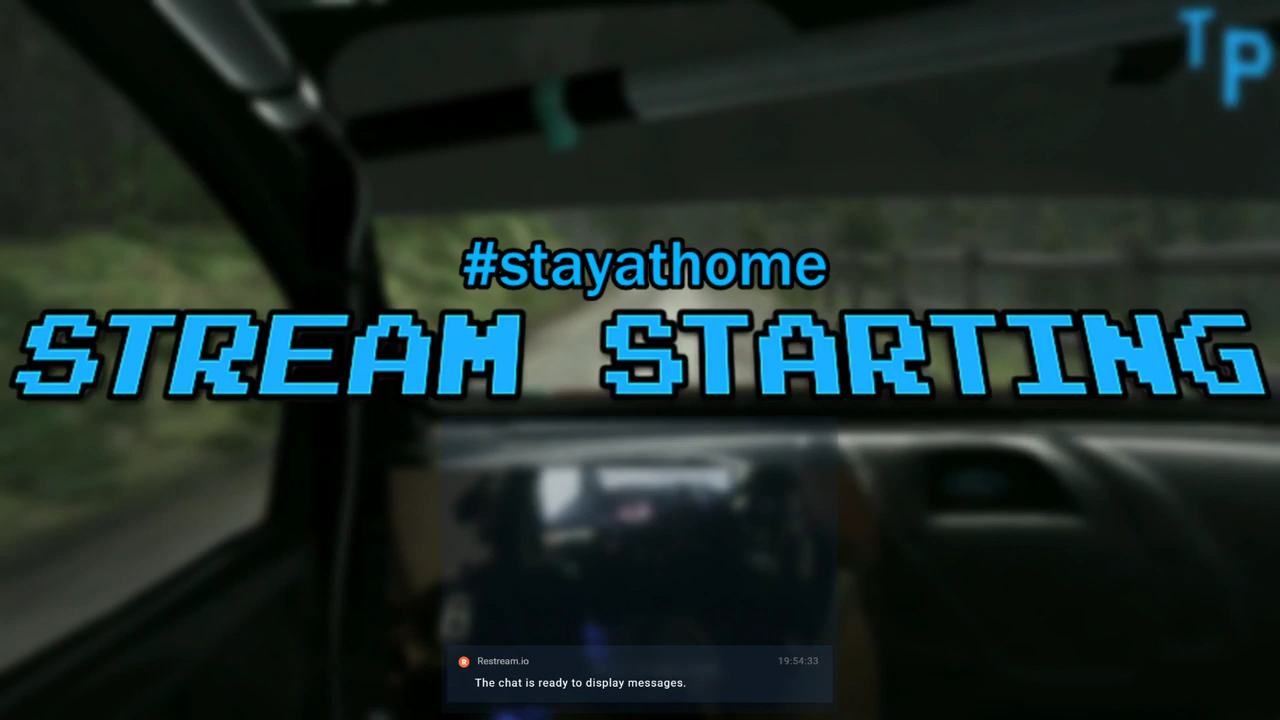 TP
#stayathome
STREAM STARTING
Restream.io 19:54:33
The chat is ready to display messages.